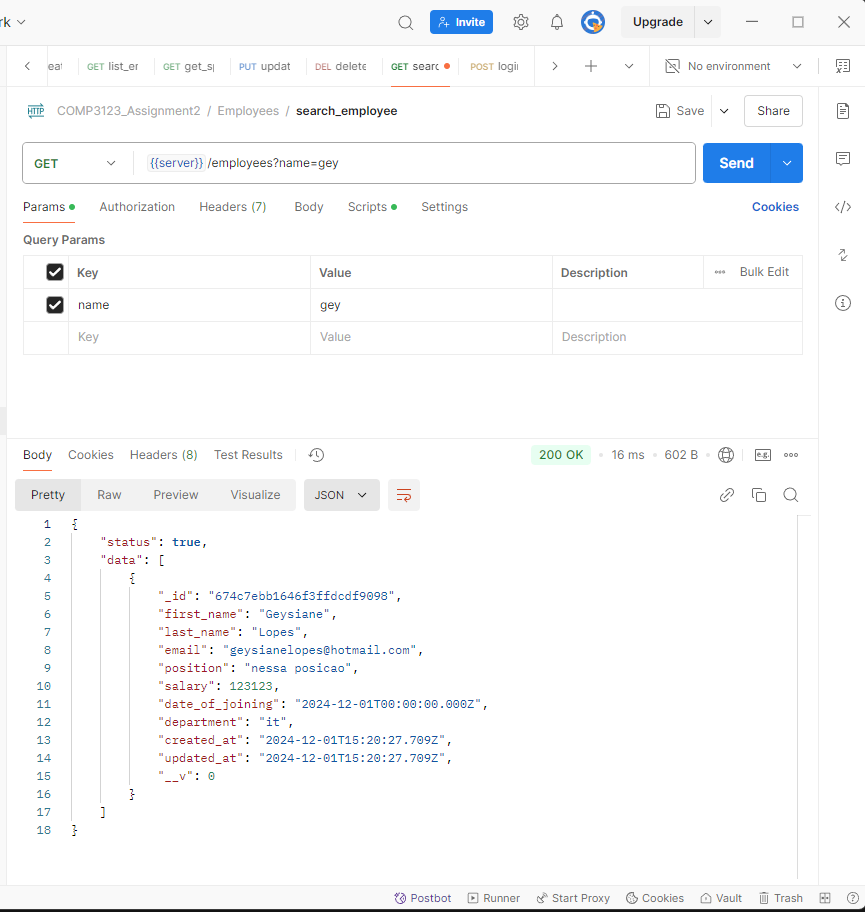 rk
Invite
Upgrade
GET list_er
GET get_s
PUT updat
DEL delete
GET searc
POST logi
No environment
HTTP
COMP3123_Assignment2 / Employees / search_employee
Save
Share
GET
{{server}}/employees?name=gey
Send
Params
Authorization
Headers (7)
Body
Scripts
Settings
Cookies
Query Params
Key Value Description Bulk Edit
name gey
Key Value Description
Body
Cookies
Headers (8)
Test Results
200 OK
16 ms
602 B
e.g.
Pretty
Raw
Preview
Visualize
JSON
1 {
2 "status": true,
3 "data": [
4 {
5 "_id": "674c7ebb1646f3ffdcdf9098",
6 "first_name": "Geysiane",
7 "last_name": "Lopes",
8 "email": "geysianelopes@hotmail.com",
9 "position": "nessa posicao",
10 "salary": 123123,
11 "date_of_joining": "2024-12-01T00:00:00.000Z",
12 "department": "it",
13 "created_at": "2024-12-01T15:20:27.709Z",
14 "updated_at": "2024-12-01T15:20:27.709Z",
15 "__v": 0
16 }
17 ]
18 }
Postbot
Runner
Start Proxy
Cookies
Vault
Trash